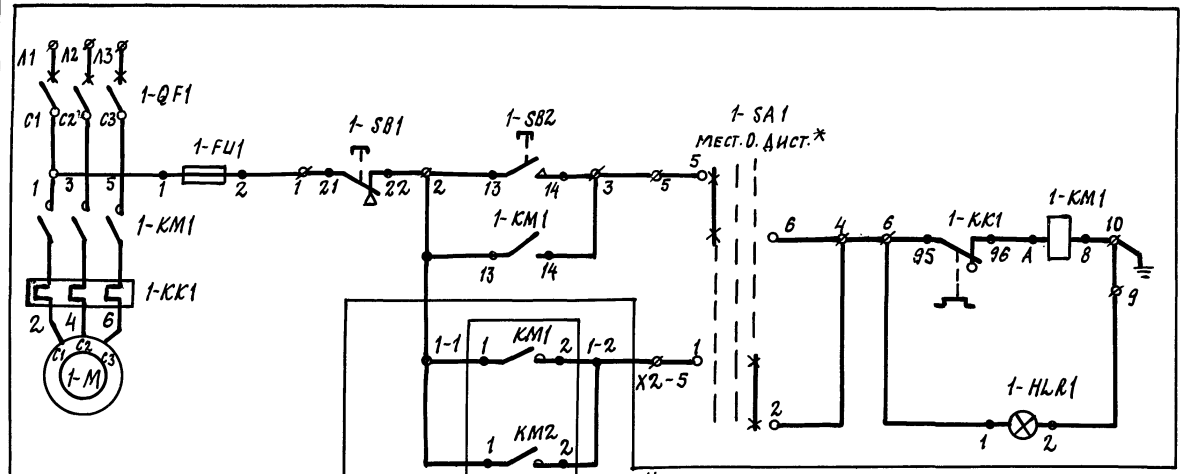 Л1 Л2 Л3
1-QF1
С1 С2 С3
1-FU1
1-SB1
1-SB2
1-SA1
МЕСТ.О.ДИСТ.*
1 3 5 1 2 1 21 22 2 13 14 3 5 5
1-KM1
1-KM1
13 14
6 4 6
1-KK1
95 96
1-KM1
A 8 10
9
1-KK1
2 4 6
С1 С2 С3
1-M
1-1 1 KM1 2 1-2
X2-5 1
1 KM2 2
2
1-HLR1
1 2